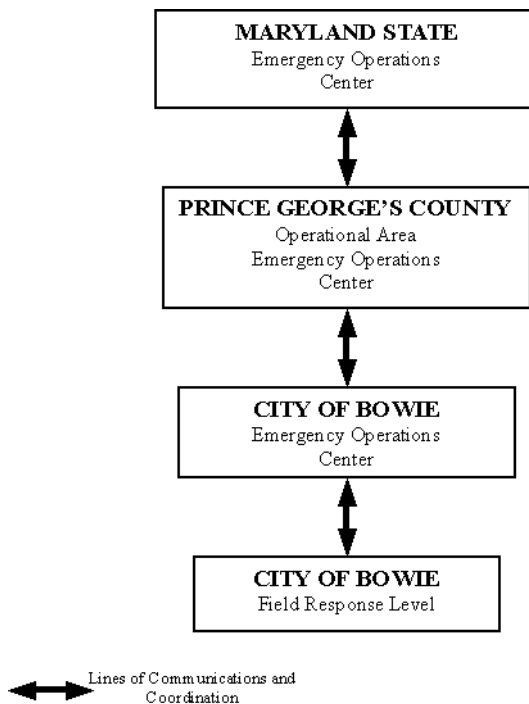 MARYLAND STATE
Emergency Operations
Center
PRINCE GEORGE'S COUNTY
Operational Area
Emergency Operations
Center
CITY OF BOWIE
Emergency Operations
Center
CITY OF BOWIE
Field Response Level
Lines of Communications and
Coordination